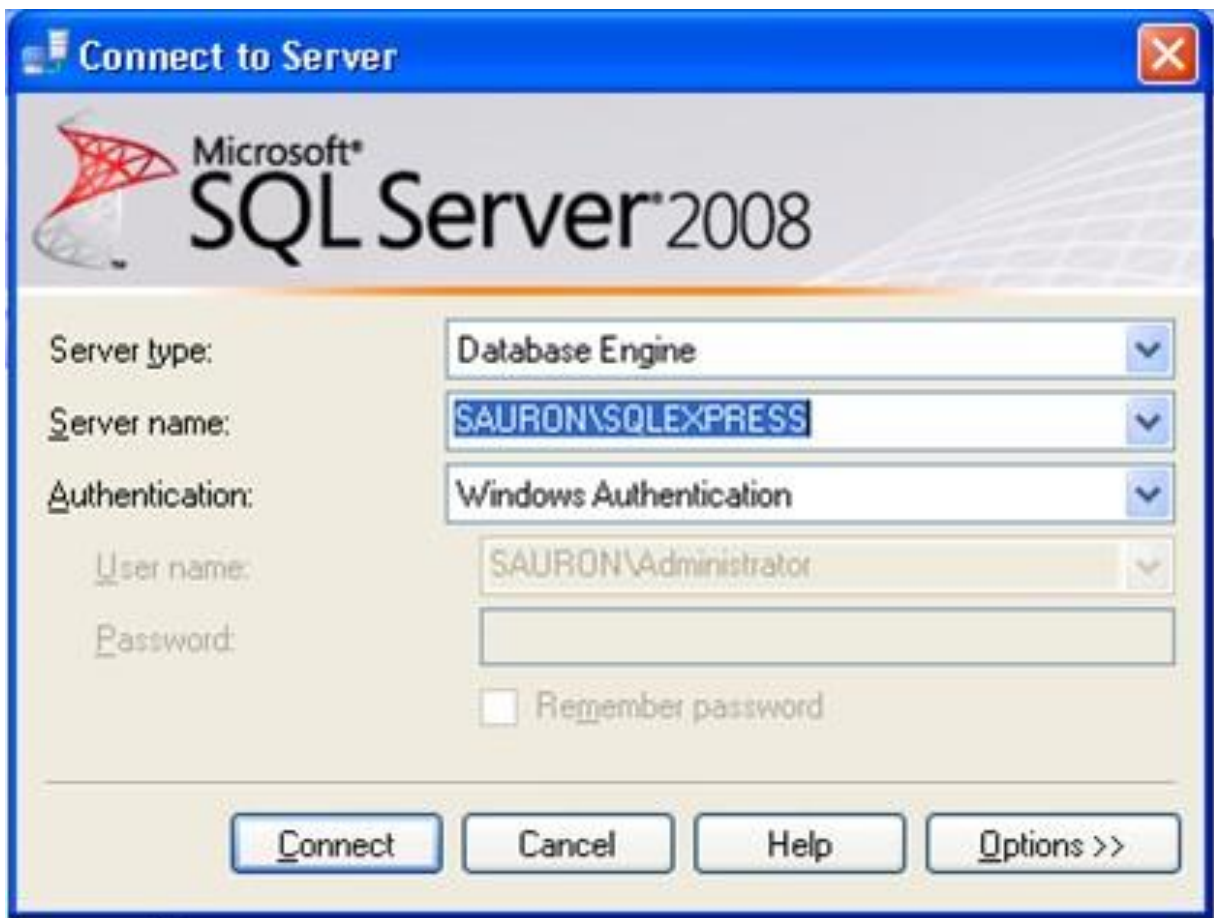 Connect to Server
Microsoft®
SQL Server® 2008
™
Server type: Database Engine
Server name: SAURON\SQLEXPRESS
Authentication: Windows Authentication
User name: SAURON\Administrator
Password:
Remember password
Connect Cancel Help Options >>